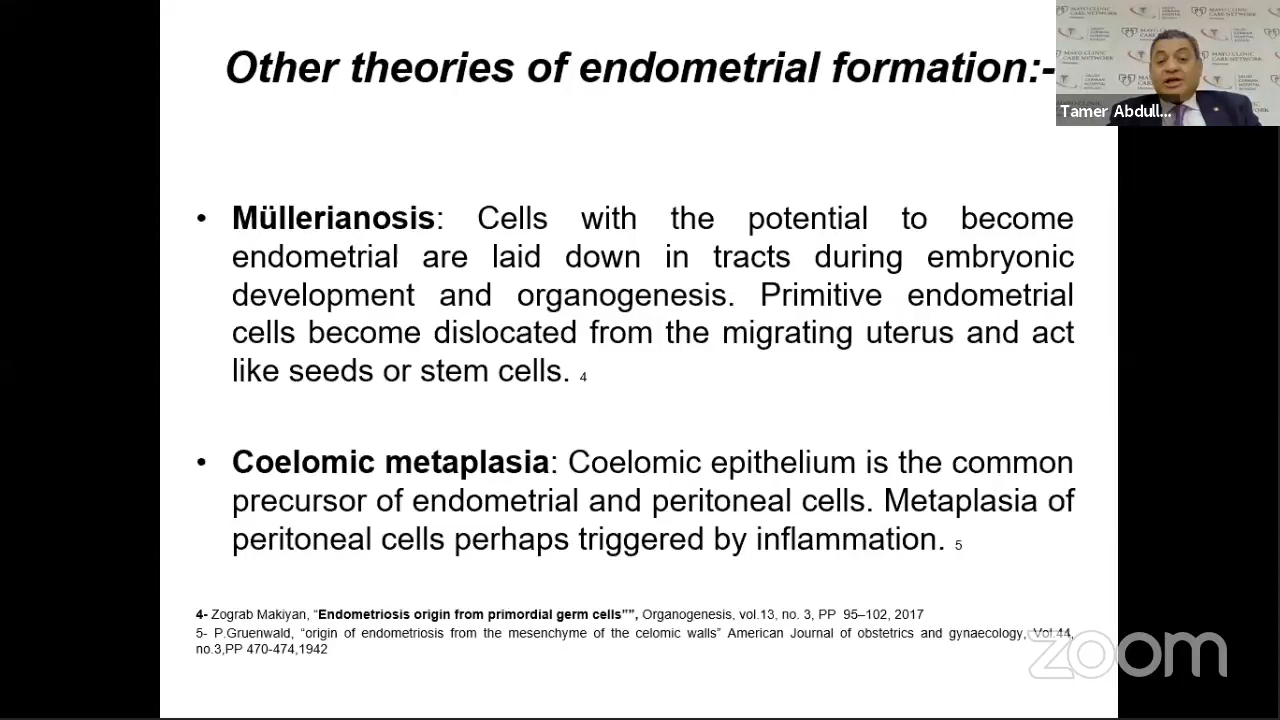 Other theories of endometrial formation:-
MAYO CLINIC
CARE NETWORK
Tamer Abdull...
• Müllerianosis: Cells with the potential to become
endometrial are laid down in tracts during embryonic
development and organogenesis. Primitive endometrial
cells become dislocated from the migrating uterus and act
like seeds or stem cells. 4
• Coelomic metaplasia: Coelomic epithelium is the common
precursor of endometrial and peritoneal cells. Metaplasia of
peritoneal cells perhaps triggered by inflammation. 5
4- Zograb Makiyan, “Endometriosis origin from primordial germ cells””, Organogenesis, vol.13, no. 3, PP 95–102, 2017
5- P.Gruenwald, “origin of endometriosis from the mesenchyme of the celomic walls” American Journal of obstetrics and gynaecology, Vol.44,
no.3,PP 470-474,1942
zoom